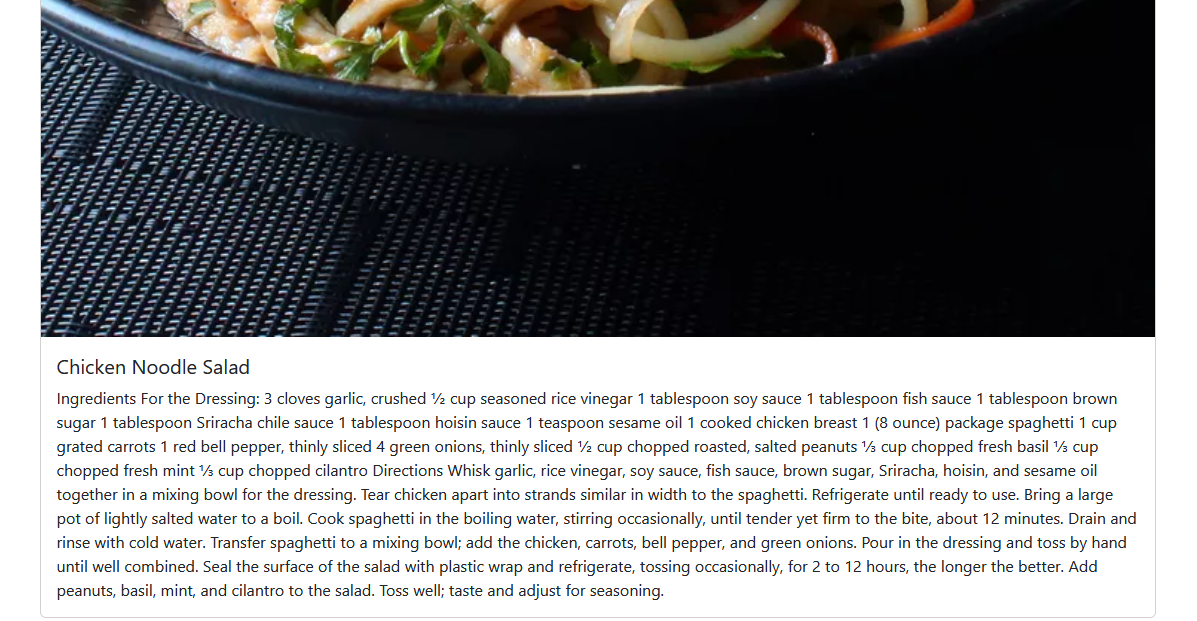 Chicken Noodle Salad
Ingredients For the Dressing: 3 cloves garlic, crushed ½ cup seasoned rice vinegar 1 tablespoon soy sauce 1 tablespoon fish sauce 1 tablespoon brown
sugar 1 tablespoon Sriracha chile sauce 1 tablespoon hoisin sauce 1 teaspoon sesame oil 1 cooked chicken breast 1 (8 ounce) package spaghetti 1 cup
grated carrots 1 red bell pepper, thinly sliced 4 green onions, thinly sliced ½ cup chopped roasted, salted peanuts ⅓ cup chopped fresh basil ⅓ cup
chopped fresh mint ⅓ cup chopped cilantro Directions Whisk garlic, rice vinegar, soy sauce, fish sauce, brown sugar, Sriracha, hoisin, and sesame oil
together in a mixing bowl for the dressing. Tear chicken apart into strands similar in width to the spaghetti. Refrigerate until ready to use. Bring a large
pot of lightly salted water to a boil. Cook spaghetti in the boiling water, stirring occasionally, until tender yet firm to the bite, about 12 minutes. Drain and
rinse with cold water. Transfer spaghetti to a mixing bowl; add the chicken, carrots, bell pepper, and green onions. Pour in the dressing and toss by hand
until well combined. Seal the surface of the salad with plastic wrap and refrigerate, tossing occasionally, for 2 to 12 hours, the longer the better. Add
peanuts, basil, mint, and cilantro to the salad. Toss well; taste and adjust for seasoning.